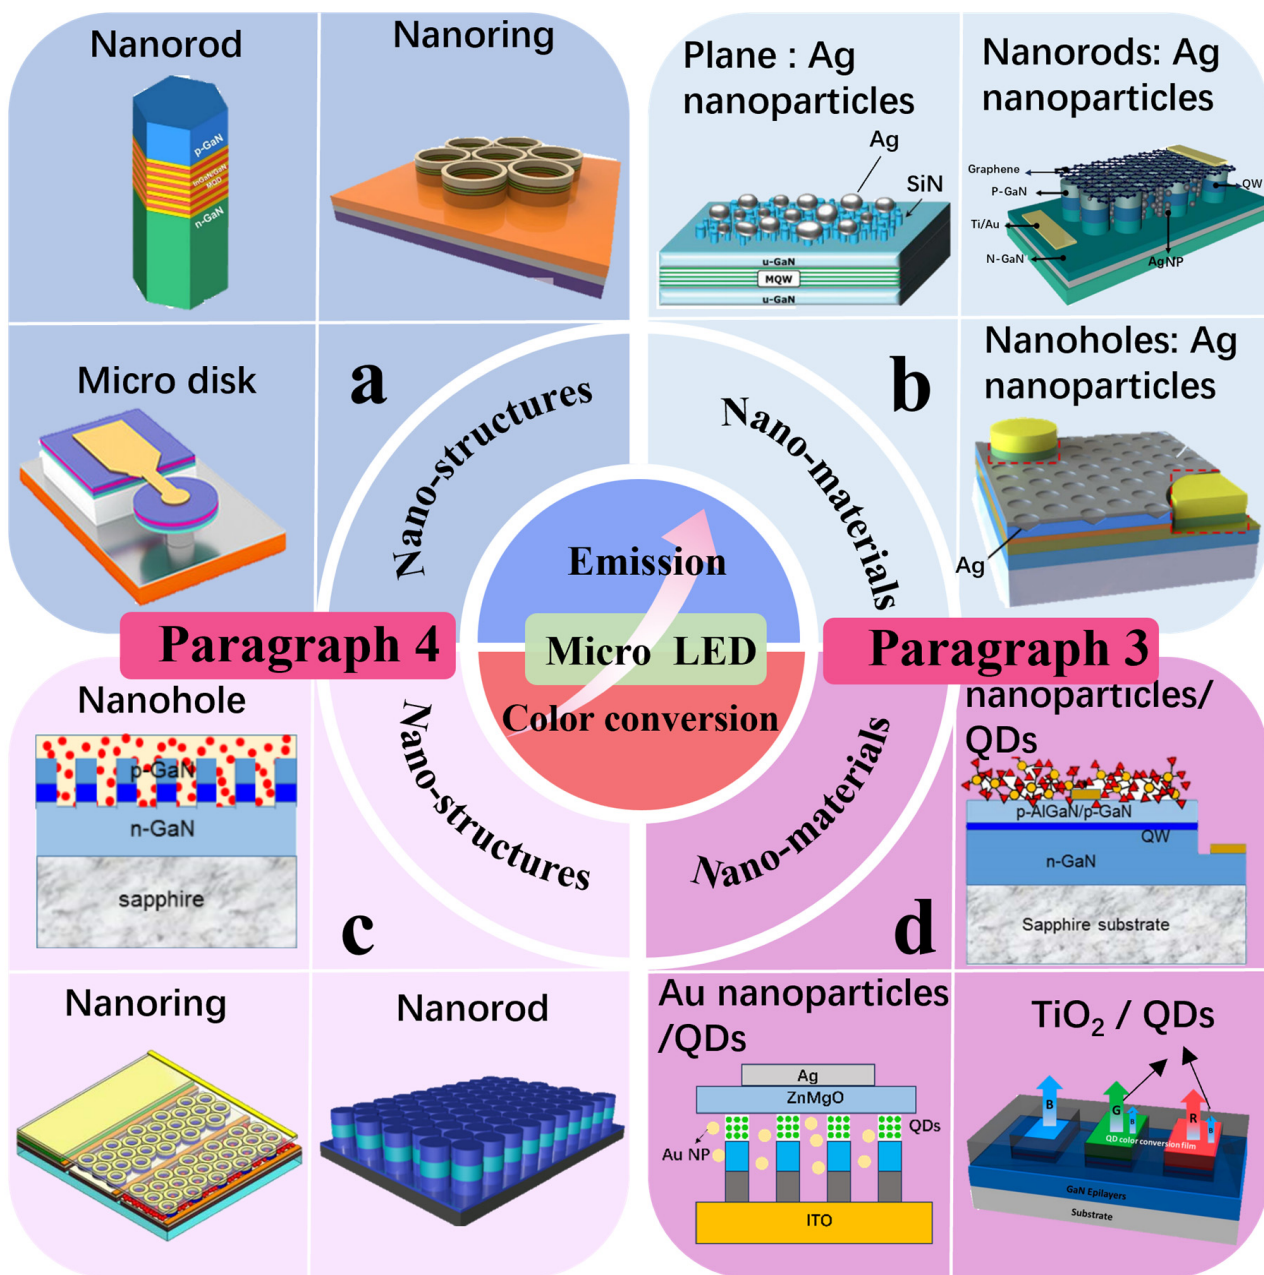 Nanorod
p-GaN
InGaN/GaN
MQD
n-GaN
Nanoring
Micro disk
a
Nano-structures
Plane : Ag
nanoparticles
Ag
SiN
u-GaN
MQW
u-GaN
Nanorods: Ag
nanoparticles
Graphene
P-GaN
Ti/Au
N-GaN
QW
AgNP
b
Nano-materials
Nanoholes: Ag
nanoparticles
Ag
Emission
Micro LED
Color conversion
Paragraph 4
Paragraph 3
Nanohole
p-GaN
n-GaN
sapphire
Nano-structures
c
Nanoring
Nanorod
nanoparticles/
QDs
p-AlGaN/p-GaN
QW
n-GaN
Sapphire substrate
Nano-materials
d
Au nanoparticles
/QDs
Ag
ZnMgO
QDs
Au NP
ITO
TiO₂ / QDs
B
G
B
R
B
QD color conversion film
GaN Epilayers
Substrate